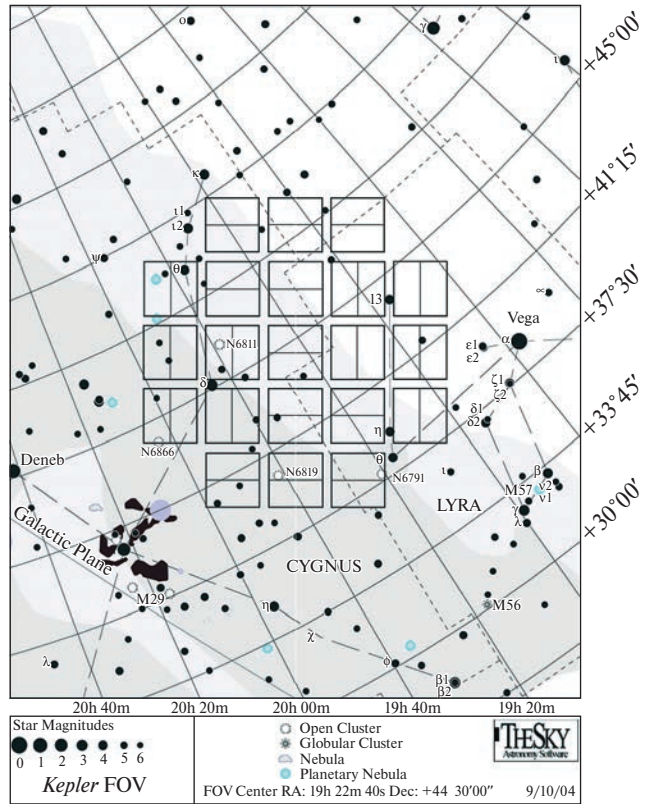 ο
γ
ι
+45°00′
+41°15′
+37°30′
+33°45′
+30°00′
κ
ι1
ι2
ψ
θ
13
∝
Vega
α
ε1
ε2
N6811
ζ1
ζ2
δ
δ1
δ2
η
N6866
Deneb
θ
N6819
N6791
ι
β
M57
ν2
ν1
LYRA
γ
λ
Galactic Plane
CYGNUS
M29
η
M56
χ
λ
φ
β1
β2
20h 40m
20h 20m
20h 00m
19h 40m
19h 20m
Star Magnitudes
0 1 2 3 4 5 6
Kepler FOV
Open Cluster
Globular Cluster
Nebula
Planetary Nebula
FOV Center RA: 19h 22m 40s Dec: +44 30′00″ 9/10/04
THESKY
Astronomy Software